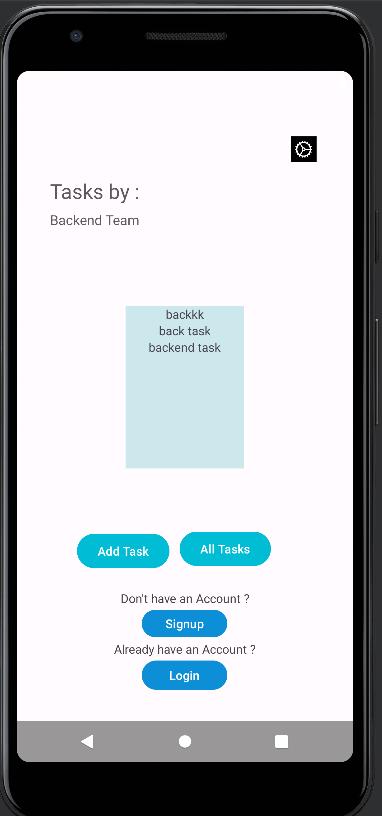 Tasks by :
Backend Team
backkk
back task
backend task
Add Task
All Tasks
Don't have an Account ?
Signup
Already have an Account ?
Login